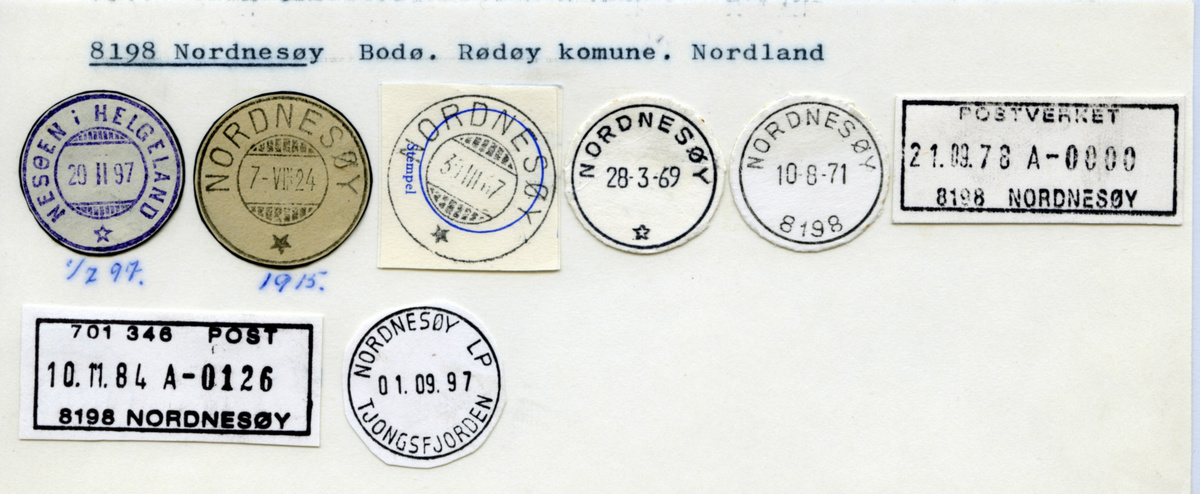 8198 Nordnesøy Bodø. Rødøy komune. Nordland
NESØEN i HELGELAND
20 II 97
1/2 97.
NORDNESØY
7-VIII-24
1915.
NORDNESØY
Stempel
NORDNESØY
28-3-69
NORDNESØY
10-8-71
8198
POSTVERKET
21.09.78 A-0000
8198 NORDNESØY
701 346 POST
10.11.84 A-0126
8198 NORDNESØY
NORDNESØY LP
01.09.97
TJONGSFJORDEN